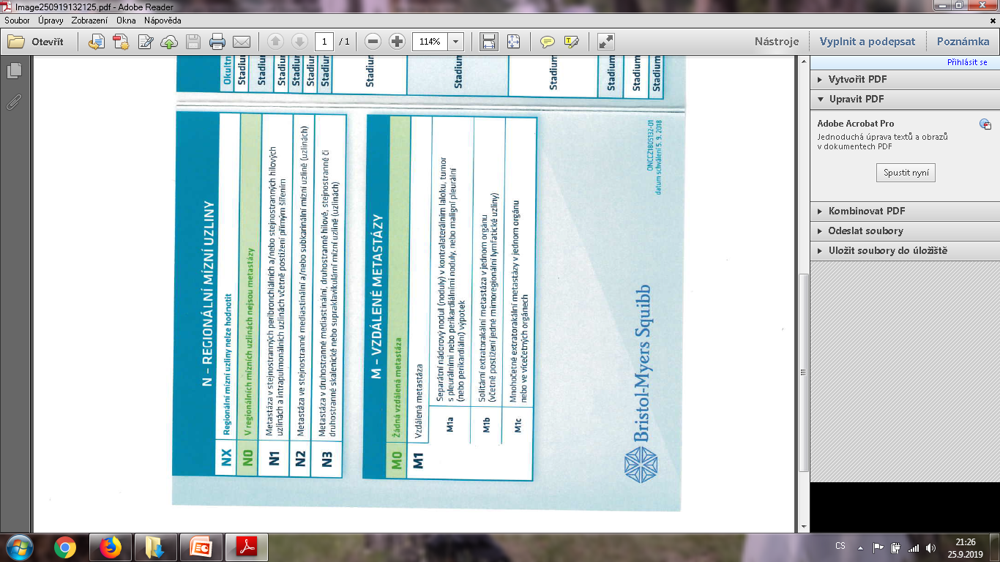 Image250919132125.pdf - Adobe Reader
Soubor Úpravy Zobrazení Okna Nápověda
Otevřít
1 / 1
114%
Nástroje
Vyplnit a podepsat
Poznámka
Okultn
Stadium
Stadiu
Stadium
Stadium
Stadium
Stadium
Stadium
Stadium
Stadium
Stadium
Stadium
Stadium
N – REGIONÁLNÍ MÍZNÍ UZLINY
NX Regionální mízní uzliny nelze hodnotit
N0 V regionálních mízních uzlinách nejsou metastázy
N1 Metastáza v stejnostranných peribronchiálních a/nebo stejnostranných hilových
uzlinách a intrapulmonálních uzlinách včetně postižení přímým šířením
N2 Metastáza ve stejnostranné mediastinální a/nebo subkarinální mízní uzlině (uzlinách)
N3 Metastáza v druhostranné mediastinální, druhostranné hilové, stejnostranné či
druhostranné skalenické nebo supraklavikulární mízní uzlině (uzlinách)
M – VZDÁLENÉ METASTÁZY
M0 Žádná vzdálená metastáza
M1 Vzdálená metastáza
M1a Separátní nádorový nodul (noduly) v kontralaterálním laloku, tumor
s pleurálními nebo perikardiálními noduly, nebo maligní pleurální
(nebo perikardiální) výpotek
M1b Solitární extratorakální metastáza v jednom orgánu
(včetně postižení jedné mimoregionální lymfatické uzliny)
M1c Mnohočetné extratorakální metastázy v jednom orgánu
nebo ve vícečetných orgánech
Bristol-Myers Squibb
ONCCZ1805132-01
datum schválení 5. 9. 2018
Přihlásit se
Vytvořit PDF
Upravit PDF
Adobe Acrobat Pro
Jednoduchá úprava textů a obrazů
v dokumentech PDF
Spustit nyní
Kombinovat PDF
Odeslat soubory
Uložit soubory do úložiště
CS
21:26
25.9.2019